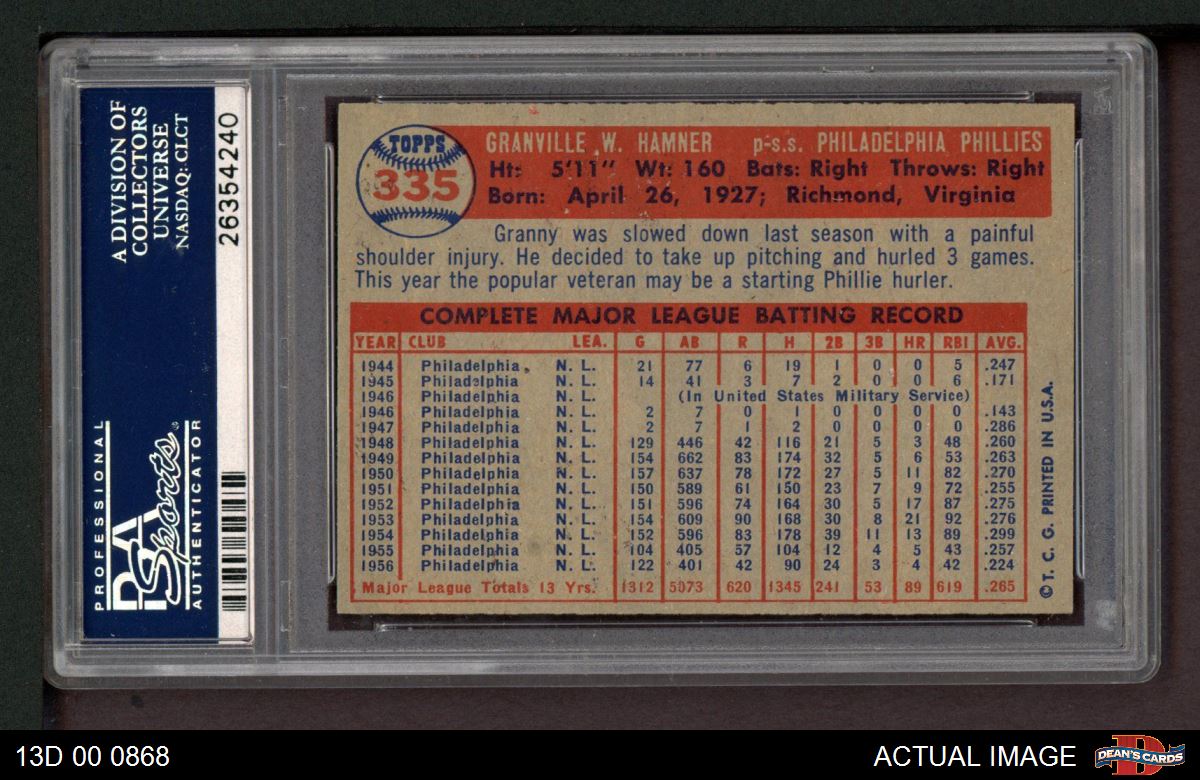 A DIVISION OF
COLLECTORS
UNIVERSE
NASDAQ: CLCT
26354240
PROFESSIONAL
PSA
Sports
AUTHENTICATOR
TOPPS
335
GRANVILLE W. HAMNER p-s.s. PHILADELPHIA PHILLIES
Ht: 5'11" Wt: 160 Bats: Right Throws: Right
Born: April 26, 1927; Richmond, Virginia
Granny was slowed down last season with a painful
shoulder injury. He decided to take up pitching and hurled 3 games.
This year the popular veteran may be a starting Phillie hurler.
COMPLETE MAJOR LEAGUE BATTING RECORD
YEAR CLUB LEA. G AB R H 2B 3B HR RBI AVG.
1944 Philadelphia N. L. 21 77 6 19 1 0 0 5 .247
1945 Philadelphia N. L. 14 41 3 7 2 0 0 6 .171
1946 Philadelphia N. L. (In United States Military Service)
1946 Philadelphia N. L. 2 7 0 1 0 0 0 0 .143
1947 Philadelphia N. L. 2 7 1 2 0 0 0 0 .286
1948 Philadelphia N. L. 129 446 42 116 21 5 3 48 .260
1949 Philadelphia N. L. 154 662 83 174 32 5 6 53 .263
1950 Philadelphia N. L. 157 637 78 172 27 5 11 82 .270
1951 Philadelphia N. L. 150 589 61 150 23 7 9 72 .255
1952 Philadelphia N. L. 151 596 74 164 30 5 17 87 .275
1953 Philadelphia N. L. 154 609 90 168 30 8 21 92 .276
1954 Philadelphia N. L. 152 596 83 178 39 11 13 89 .299
1955 Philadelphia N. L. 104 405 57 104 12 4 5 43 .257
1956 Philadelphia N. L. 122 401 42 90 24 3 4 42 .224
Major League Totals 13 Yrs. 1312 5073 620 1345 241 53 89 619 .265
© T. C. G. PRINTED IN U.S.A.
13D 00 0868
ACTUAL IMAGE
DEAN'S CARDS